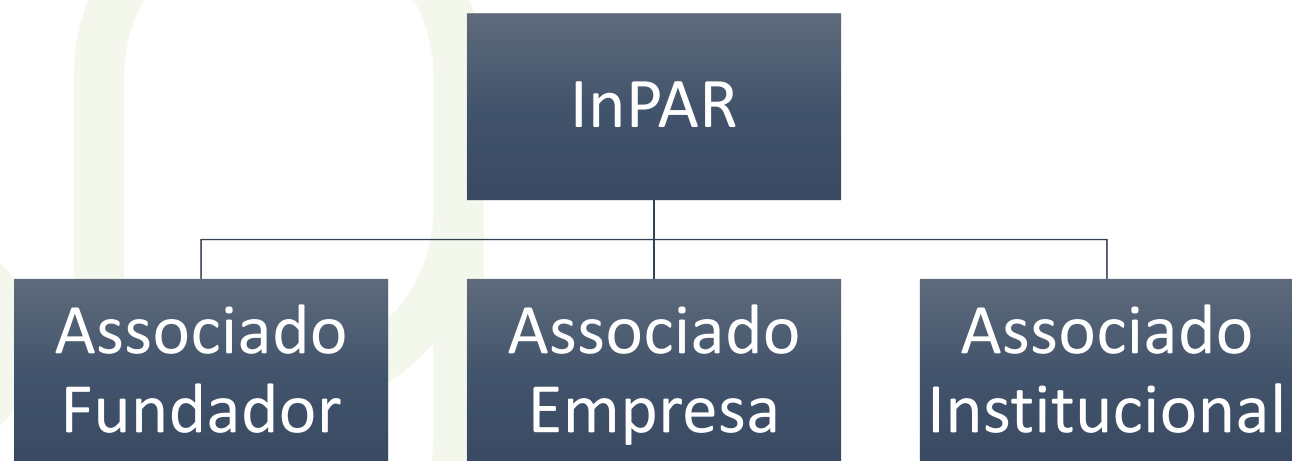 InPAR
Associado
Fundador
Associado
Empresa
Associado
Institucional